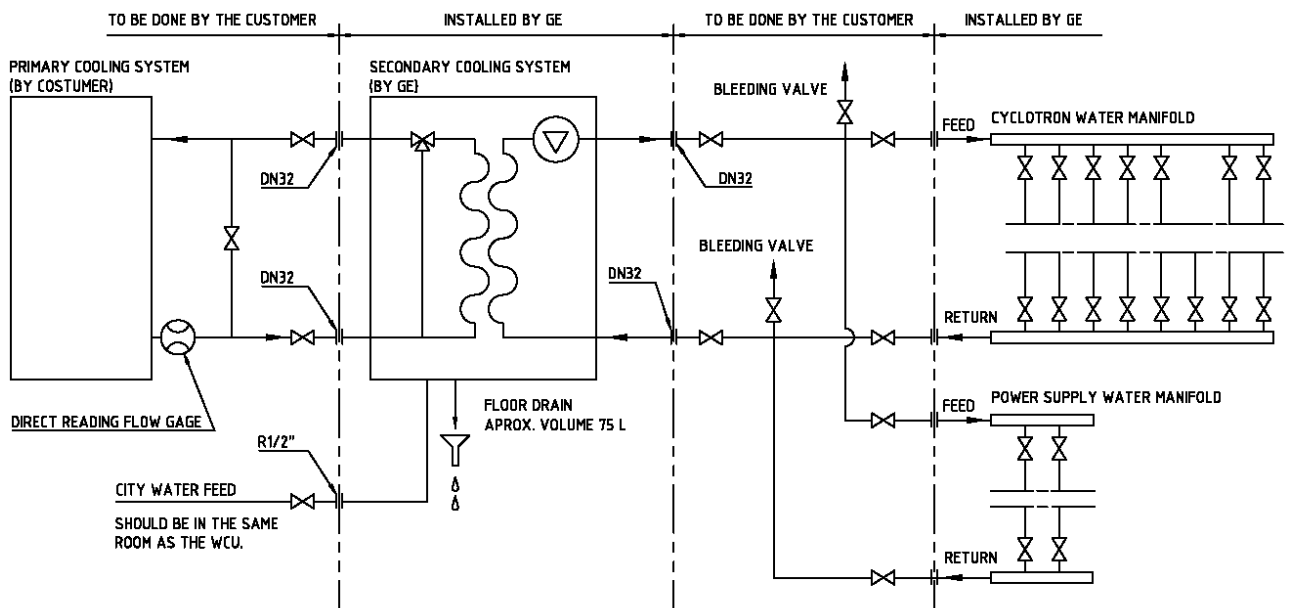 TO BE DONE BY THE CUSTOMER
INSTALLED BY GE
TO BE DONE BY THE CUSTOMER
INSTALLED BY GE
PRIMARY COOLING SYSTEM
(BY COSTUMER)
SECONDARY COOLING SYSTEM
(BY GE)
BLEEDING VALVE
FEED
CYCLOTRON WATER MANIFOLD
DN32
DN32
BLEEDING VALVE
DN32
DN32
RETURN
DIRECT READING FLOW GAGE
FLOOR DRAIN
APROX. VOLUME 75 L
FEED
POWER SUPPLY WATER MANIFOLD
R1/2"
CITY WATER FEED
SHOULD BE IN THE SAME
ROOM AS THE WCU.
RETURN